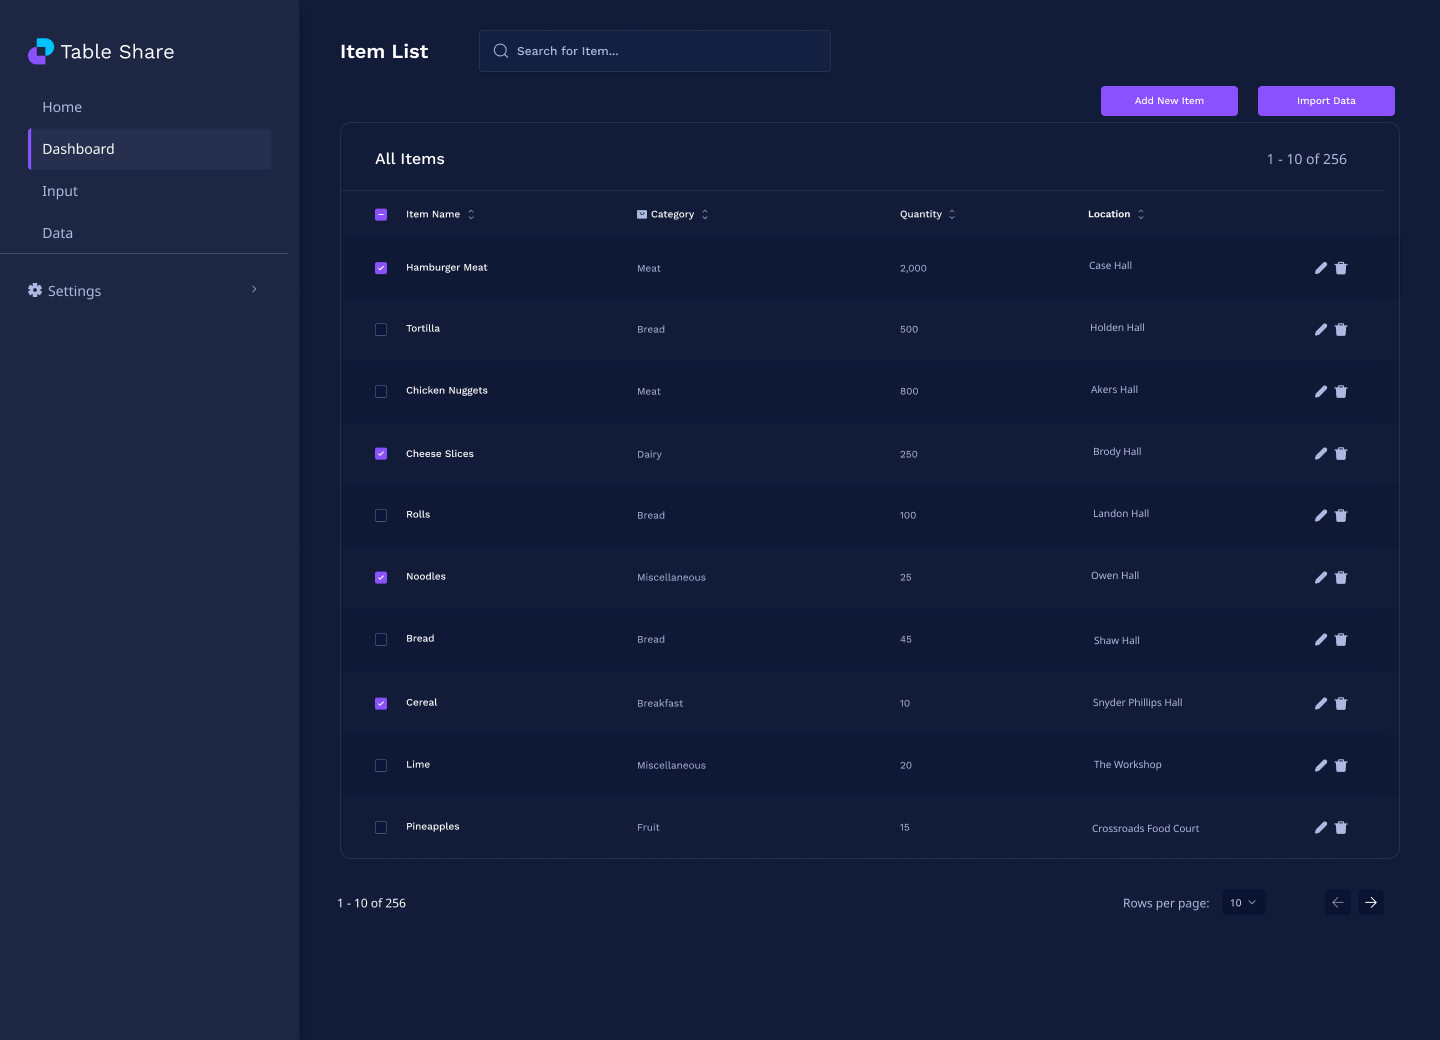 Table Share
Home
Dashboard
Input
Data
Settings
Item List
Search for Item...
Add New Item
Import Data
All Items
1 - 10 of 256
Item Name Category Quantity Location
Hamburger Meat Meat 2,000 Case Hall
Tortilla Bread 500 Holden Hall
Chicken Nuggets Meat 800 Akers Hall
Cheese Slices Dairy 250 Brody Hall
Rolls Bread 100 Landon Hall
Noodles Miscellaneous 25 Owen Hall
Bread Bread 45 Shaw Hall
Cereal Breakfast 10 Snyder Phillips Hall
Lime Miscellaneous 20 The Workshop
Pineapples Fruit 15 Crossroads Food Court
1 - 10 of 256
Rows per page: 10